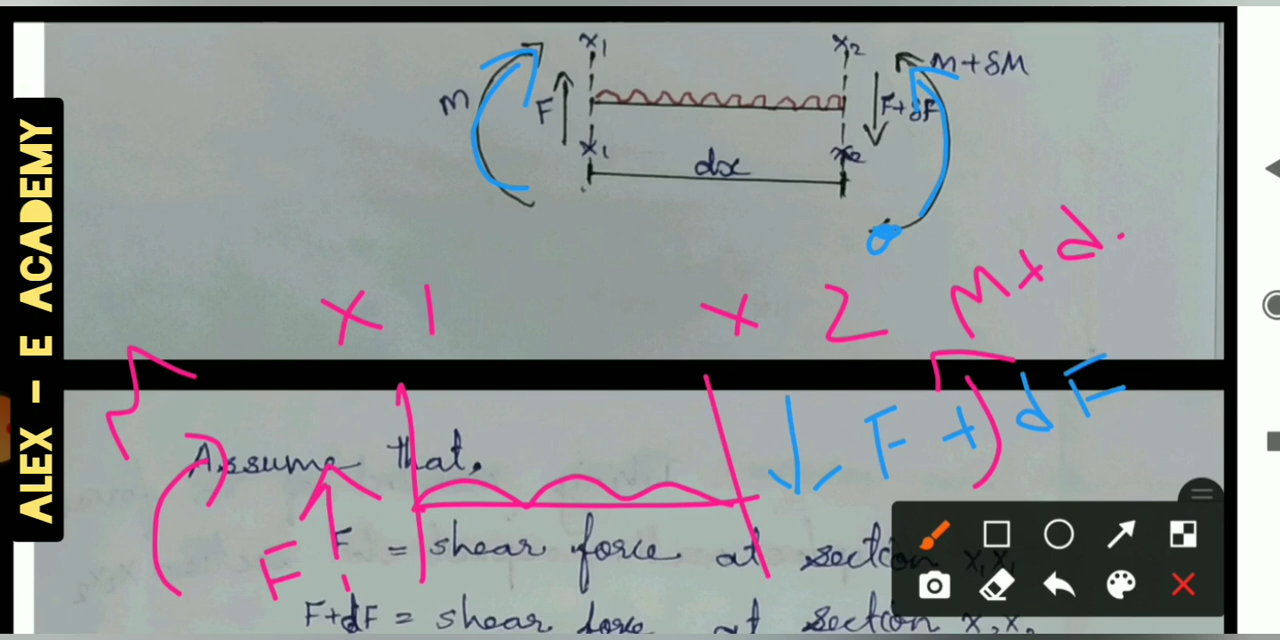 ALEX – E ACADEMY
x1 x2
M F F+δF M+δM
x1 x2
dx
x 1 x 2 M+d.
F+dF
Assume that,
F
F = shear force at section x1x1
F+dF = shear force at section x2x2